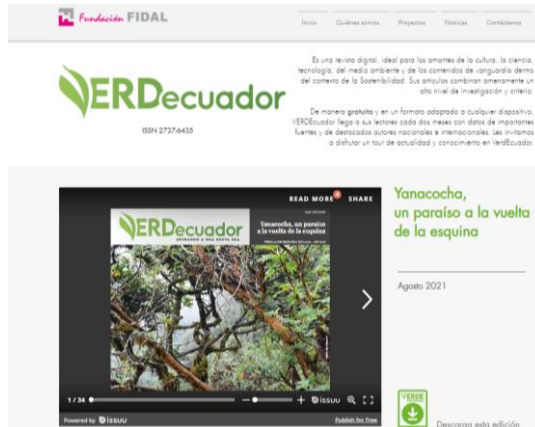 Fundación FIDAL
Inicio
Quiénes somos
Proyectos
Noticias
Contáctenos
VERDecuador
ISSN 2737-6435
Es una revista digital, ideal para los amantes de la cultura, la ciencia,
tecnología, del medio ambiente y de los contenidos de vanguardia dentro
del contexto de la Sostenibilidad. Sus artículos combinan amenamente un
alto nivel de investigación y criterio.
De manera gratuita y en un formato adaptado a cualquier dispositivo,
VERDEcuador llega a sus lectores cada dos meses con datos de importantes
fuentes y de destacados autores nacionales e internacionales. Les invitamos
a disfrutar un tour de actualidad y conocimiento en VerdEcuador.
READ MORE
SHARE
VERDecuador
Yanacocha, un paraíso
a la vuelta de la esquina
1 / 34
issuu
Powered by issuu
Publish for Free
Yanacocha,
un paraíso a la vuelta
de la esquina
Agosto 2021
VERDE
Descarga esta edición